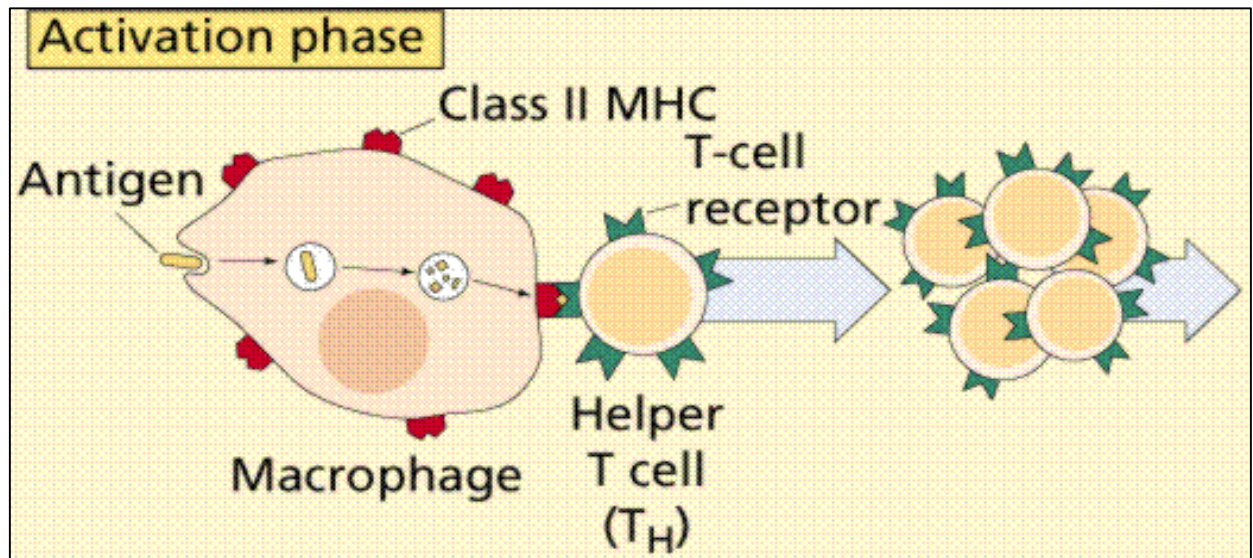 Activation phase
Class II MHC
T-cell
receptor
Antigen
Macrophage
Helper
T cell
(TH)